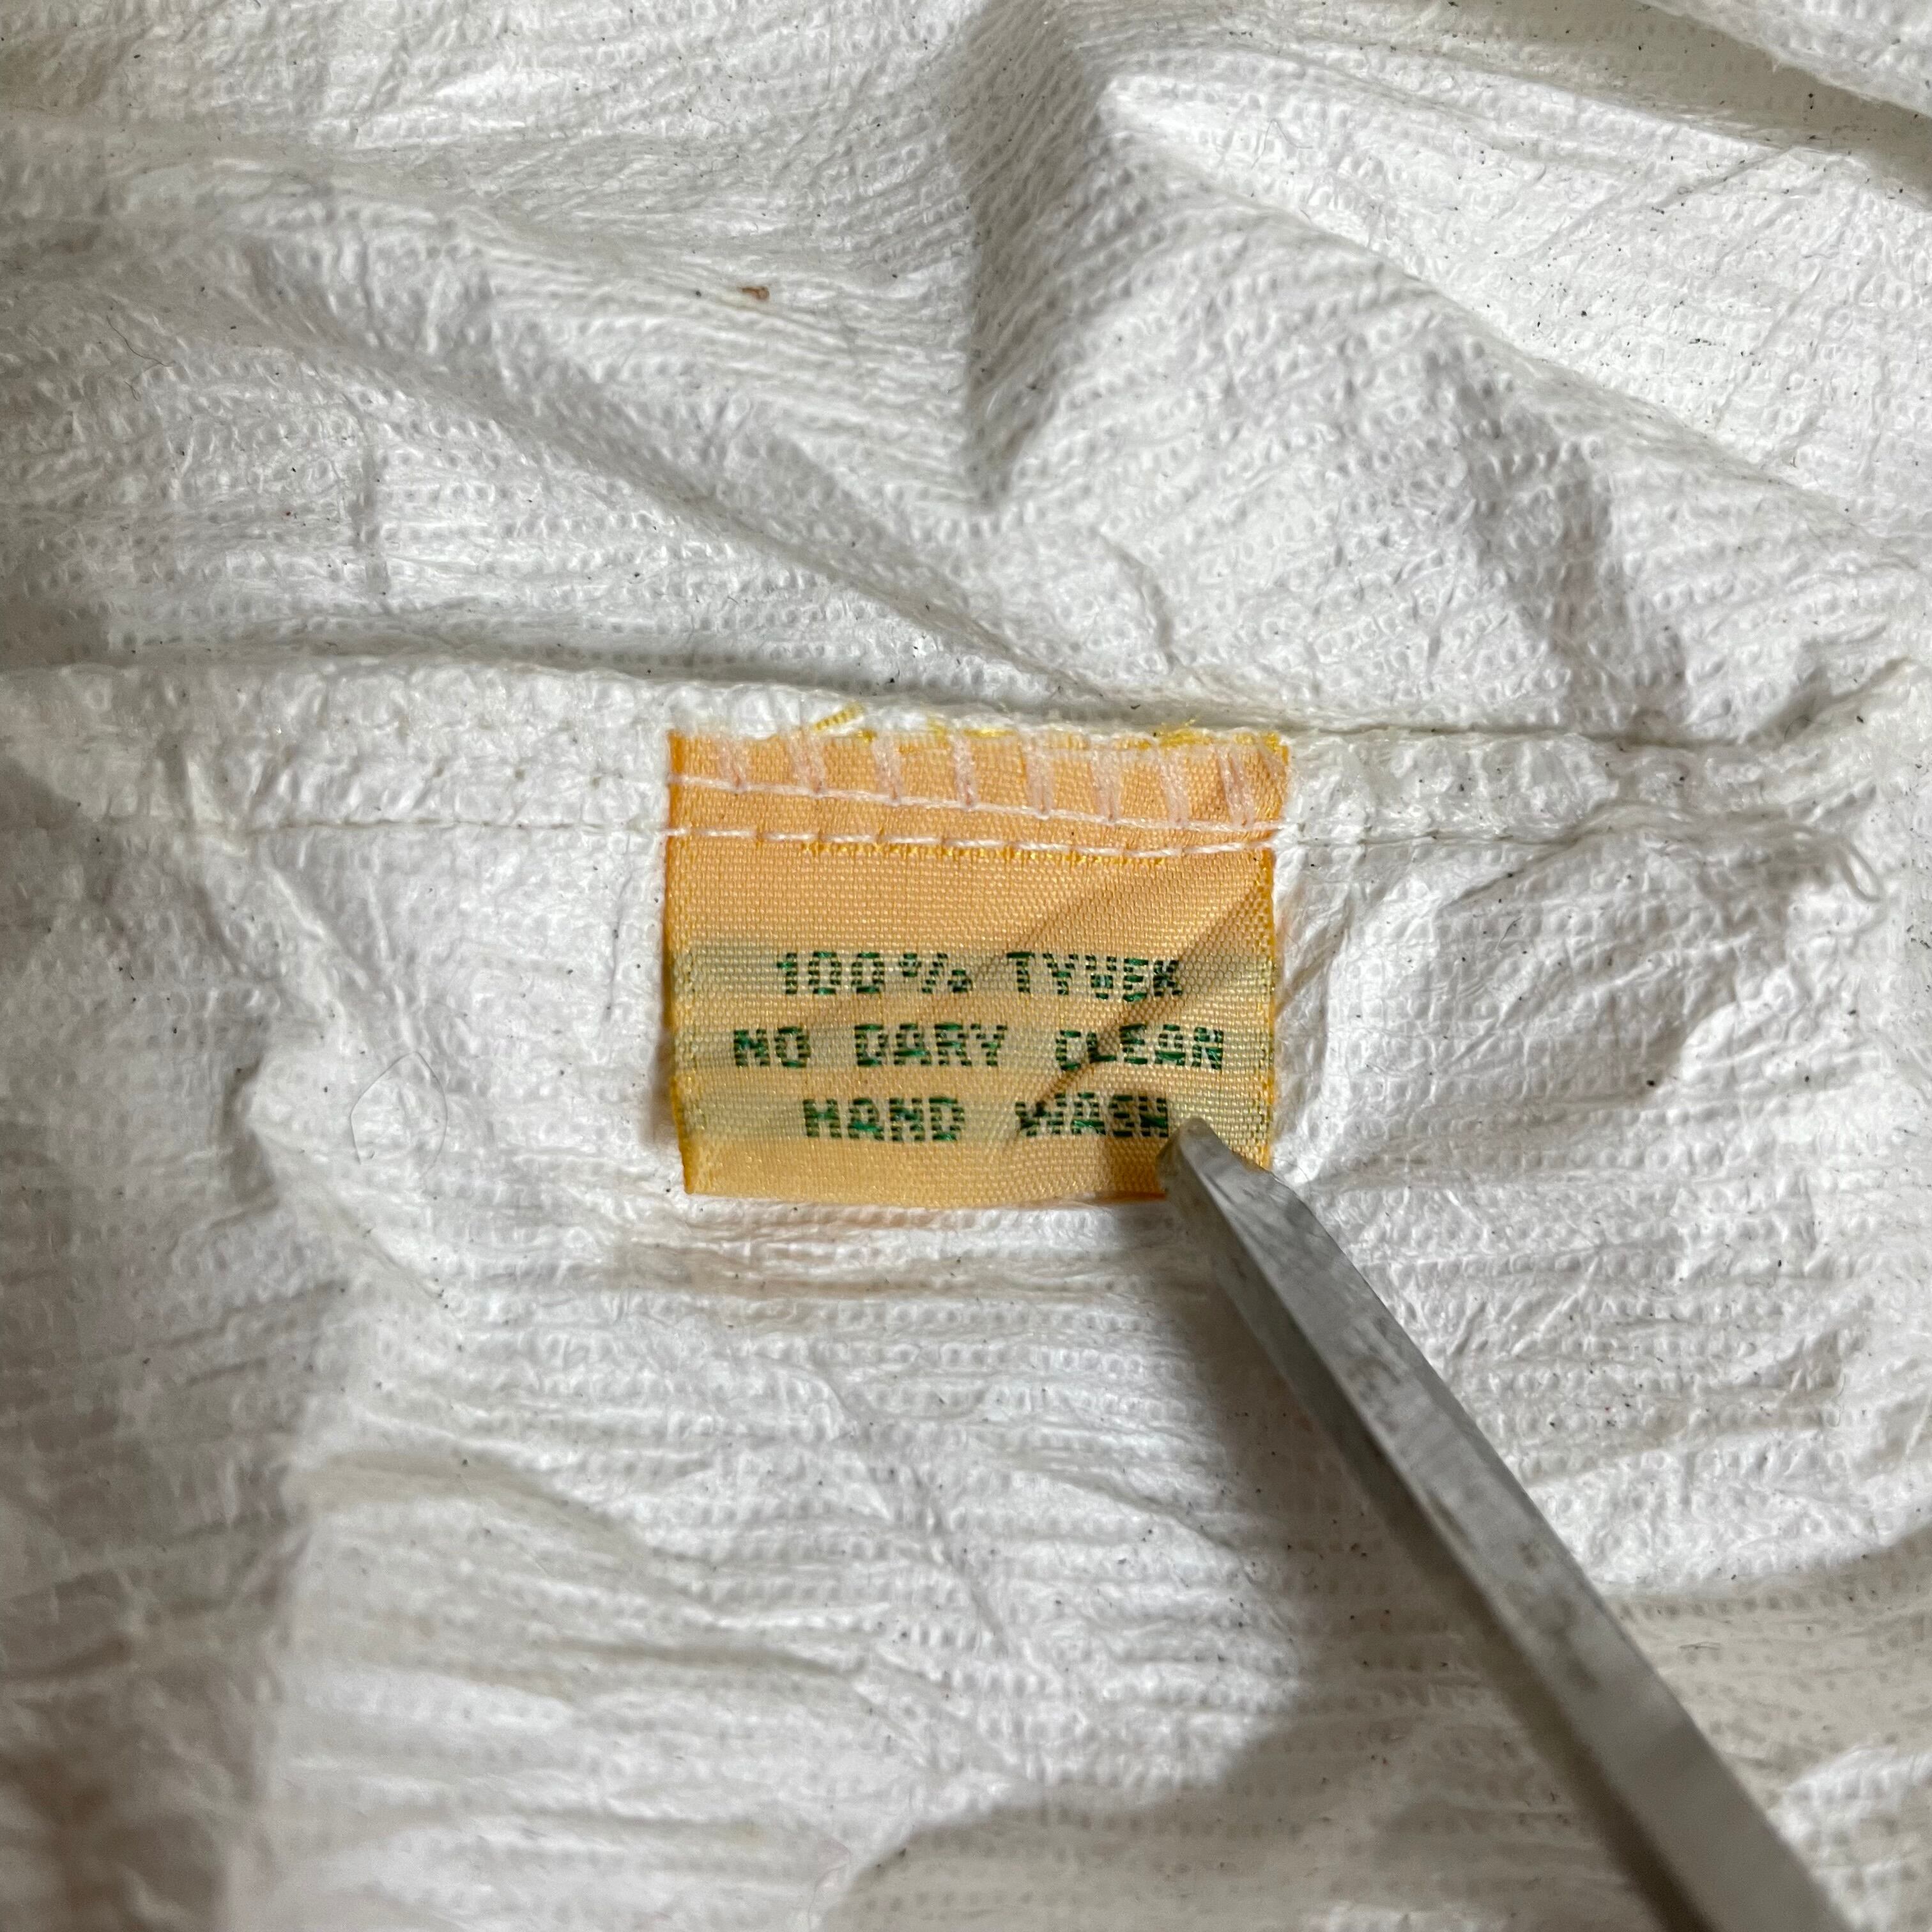 100% TYVEK
NO DARY CLEAN
HAND WASH